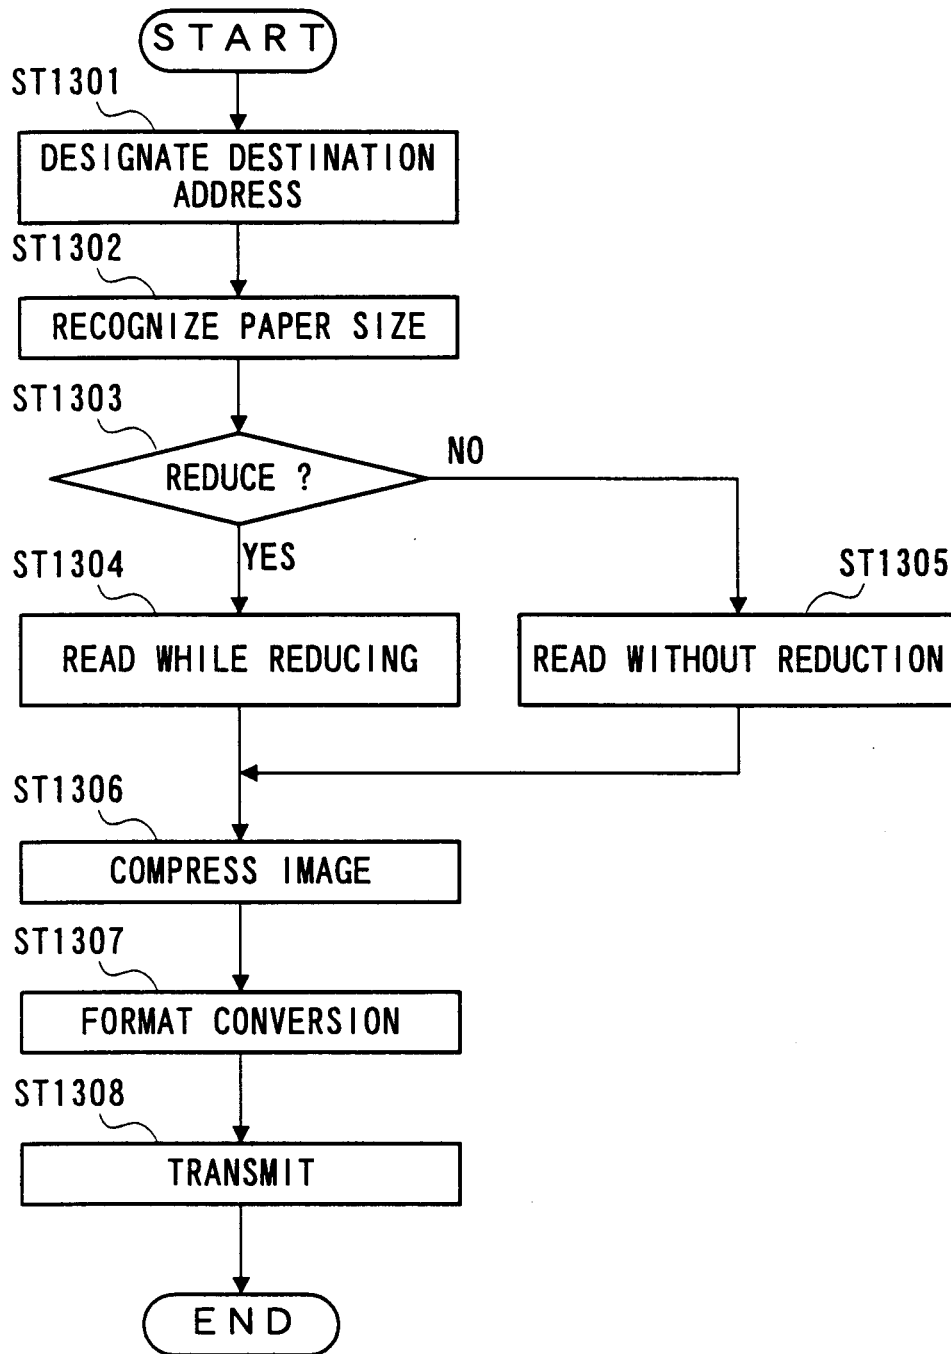 START
ST1301
DESIGNATE DESTINATION
ADDRESS
ST1302
RECOGNIZE PAPER SIZE
ST1303
REDUCE ?
NO
YES
ST1304
READ WHILE REDUCING
ST1305
READ WITHOUT REDUCTION
ST1306
COMPRESS IMAGE
ST1307
FORMAT CONVERSION
ST1308
TRANSMIT
END